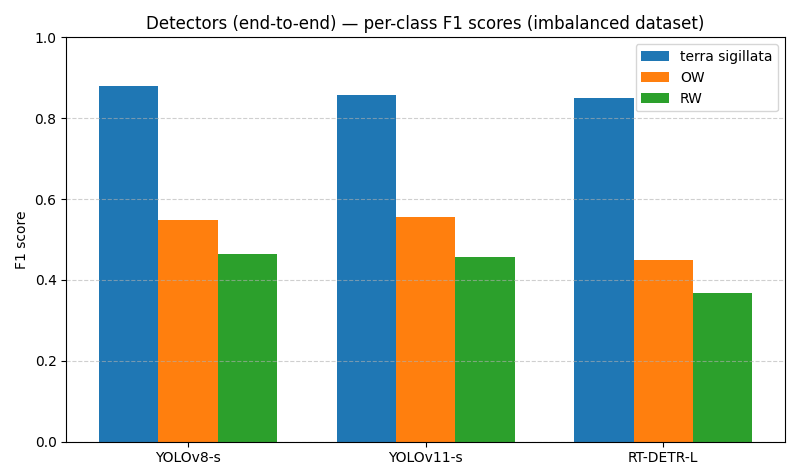 Detectors (end-to-end) — per-class F1 scores (imbalanced dataset)
terra sigillata
OW
RW
F1 score
1.0
0.8
0.6
0.4
0.2
0.0
YOLOv8-s
YOLOv11-s
RT-DETR-L